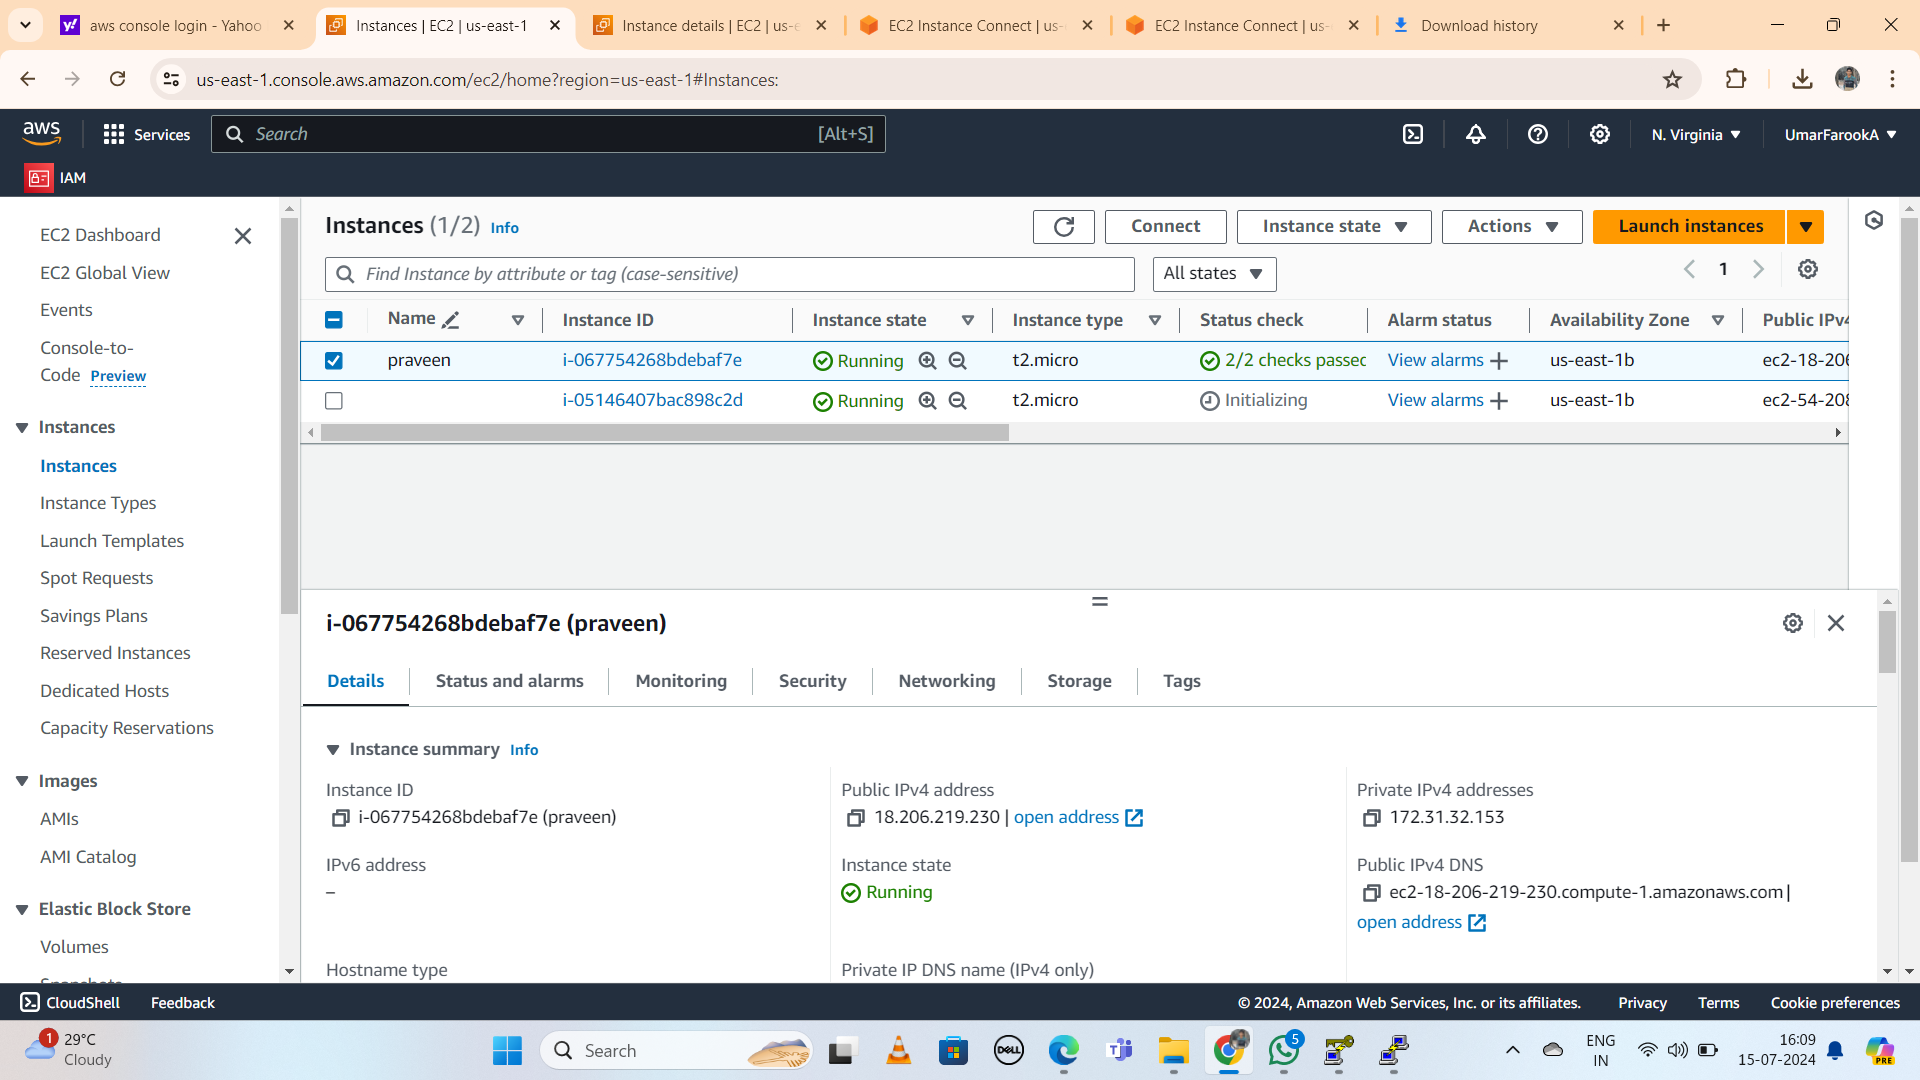 aws console login - Yahoo
Instances | EC2 | us-east-1
Instance details | EC2 | us-e
EC2 Instance Connect | us-
EC2 Instance Connect | us-
Download history
us-east-1.console.aws.amazon.com/ec2/home?region=us-east-1#Instances:
aws
Services
Search
[Alt+S]
N. Virginia
UmarFarookA
IAM
EC2 Dashboard
EC2 Global View
Events
Console-to-
Code Preview
Instances
Instances
Instance Types
Launch Templates
Spot Requests
Savings Plans
Reserved Instances
Dedicated Hosts
Capacity Reservations
Images
AMIs
AMI Catalog
Elastic Block Store
Volumes
Snapshots
Instances (1/2) Info
Connect
Instance state
Actions
Launch instances
Find Instance by attribute or tag (case-sensitive)
All states
1
Name
Instance ID
Instance state
Instance type
Status check
Alarm status
Availability Zone
Public IPv4
praveen
i-067754268bdebaf7e
Running
t2.micro
2/2 checks passed
View alarms
us-east-1b
ec2-18-206
i-05146407bac898c2d
Running
t2.micro
Initializing
View alarms
us-east-1b
ec2-54-208
i-067754268bdebaf7e (praveen)
Details
Status and alarms
Monitoring
Security
Networking
Storage
Tags
Instance summary Info
Instance ID
i-067754268bdebaf7e (praveen)
Public IPv4 address
18.206.219.230 | open address
Private IPv4 addresses
172.31.32.153
IPv6 address
–
Instance state
Running
Public IPv4 DNS
ec2-18-206-219-230.compute-1.amazonaws.com |
open address
Hostname type
Private IP DNS name (IPv4 only)
CloudShell
Feedback
© 2024, Amazon Web Services, Inc. or its affiliates.
Privacy
Terms
Cookie preferences
1
29°C
Cloudy
Search
DELL
5
ENG
IN
16:09
15-07-2024
PRE